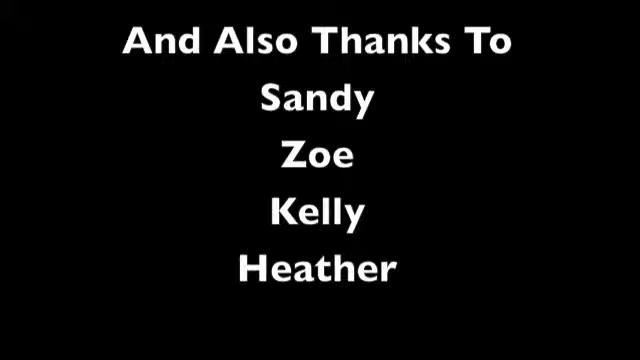 And Also Thanks To
Sandy
Zoe
Kelly
Heather